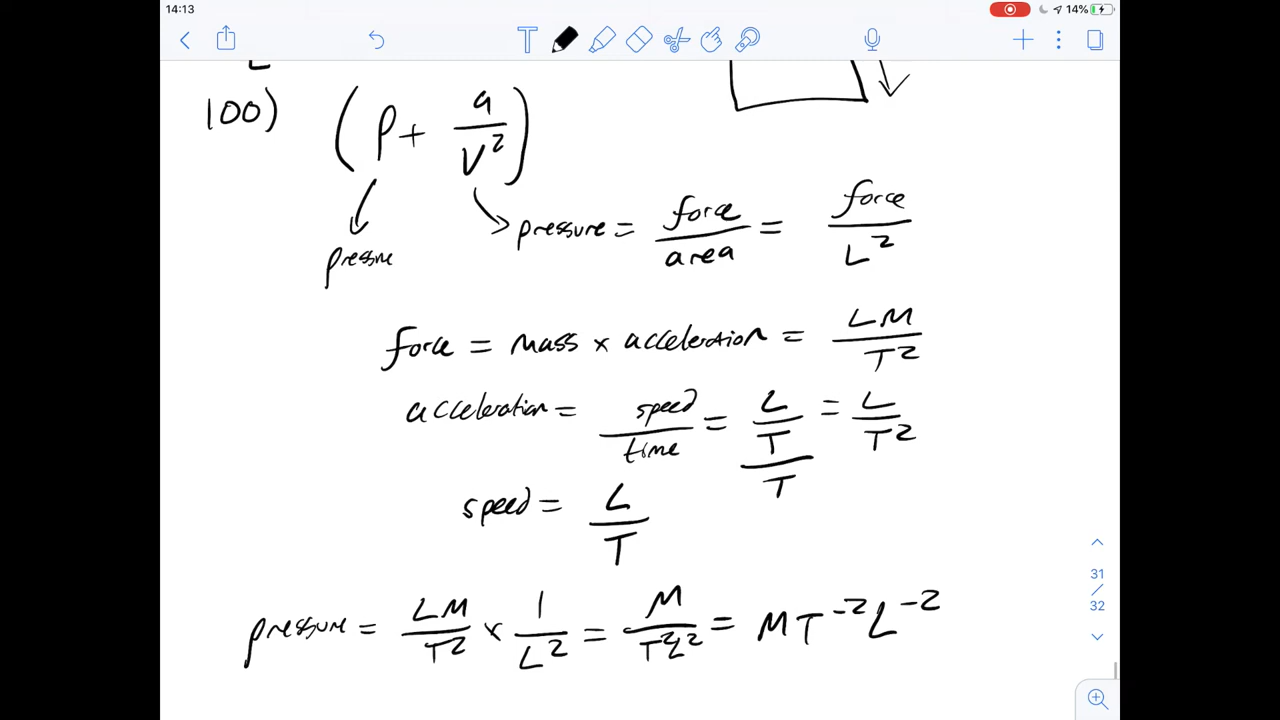 14:13
14%
T
L
100) (P + a/V²)
pressure
pressure = force/area = force/L²
force = mass x acceleration = LM/T²
acceleration = speed/time = L/T/T = L/T²
speed = L/T
31
/
32
pressure = LM/T² x 1/L² = M/T²L² = MT⁻²L⁻²